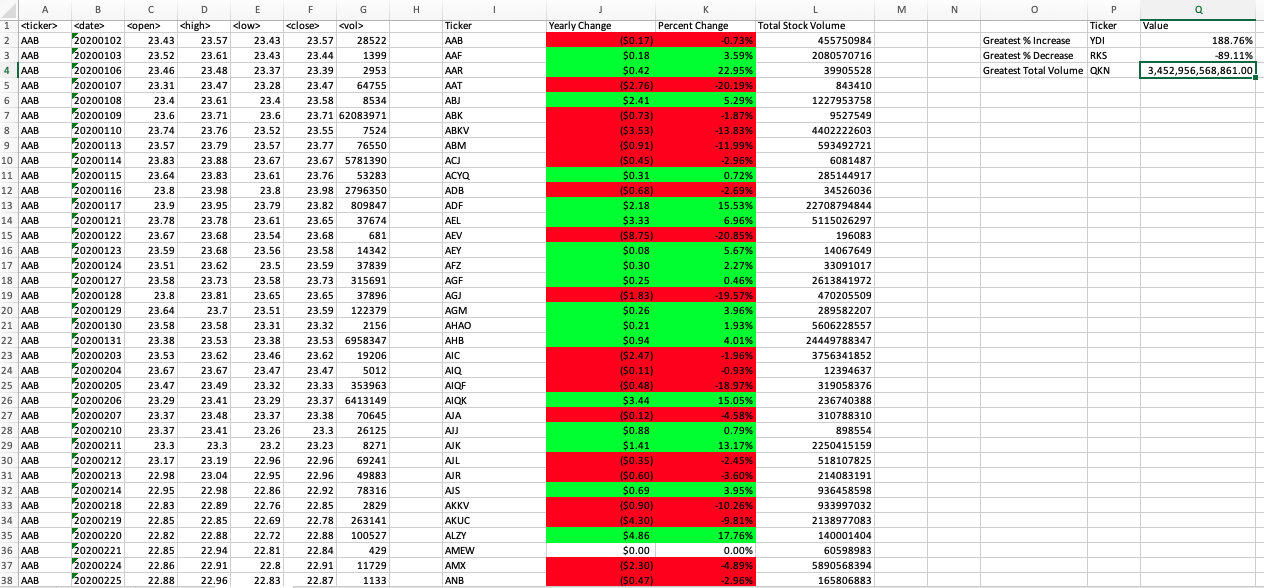 A B C D E F G H I J K L M N O P Q
1 <ticker> <date> <open> <high> <low> <close> <vol> Ticker Yearly Change Percent Change Total Stock Volume Ticker Value
2 AAB 20200102 23.43 23.57 23.43 23.57 28522 AAB ($0.17) -0.73% 455750984 Greatest % Increase YDI 188.76%
3 AAB 20200103 23.52 23.61 23.43 23.44 1399 AAF $0.18 3.59% 2080570716 Greatest % Decrease RKS -89.11%
4 AAB 20200106 23.46 23.48 23.37 23.39 2953 AAR $0.42 22.95% 39905528 Greatest Total Volume QKN 3,452,956,568,861.00
5 AAB 20200107 23.31 23.47 23.28 23.47 64755 AAT ($2.76) -20.19% 843410
6 AAB 20200108 23.4 23.61 23.4 23.58 8534 ABJ $2.41 5.29% 1227953758
7 AAB 20200109 23.6 23.71 23.6 23.71 62083971 ABK ($0.73) -1.87% 9527549
8 AAB 20200110 23.74 23.76 23.52 23.55 7524 ABKV ($3.53) -13.83% 4402222603
9 AAB 20200113 23.57 23.79 23.57 23.77 76550 ABM ($0.91) -11.99% 593492721
10 AAB 20200114 23.83 23.88 23.67 23.67 5781390 ACJ ($0.45) -2.96% 6081487
11 AAB 20200115 23.64 23.83 23.61 23.76 53283 ACYQ $0.31 0.72% 285144917
12 AAB 20200116 23.8 23.98 23.8 23.98 2796350 ADB ($0.68) -2.69% 34526036
13 AAB 20200117 23.9 23.95 23.79 23.82 809847 ADF $2.18 15.53% 22708794844
14 AAB 20200121 23.78 23.78 23.61 23.65 37674 AEL $3.33 6.96% 5115026297
15 AAB 20200122 23.67 23.68 23.54 23.68 681 AEV ($8.75) -20.85% 196083
16 AAB 20200123 23.59 23.68 23.56 23.58 14342 AEY $0.08 5.67% 14067649
17 AAB 20200124 23.51 23.62 23.5 23.59 37839 AFZ $0.30 2.27% 33091017
18 AAB 20200127 23.58 23.73 23.58 23.73 315691 AGF $0.25 0.46% 2613841972
19 AAB 20200128 23.8 23.81 23.65 23.65 37896 AGJ ($1.83) -19.57% 470205509
20 AAB 20200129 23.64 23.7 23.51 23.59 122379 AGM $0.26 3.96% 289582207
21 AAB 20200130 23.58 23.58 23.31 23.32 2156 AHAO $0.21 1.93% 5606228557
22 AAB 20200131 23.38 23.53 23.38 23.53 6958347 AHB $0.94 4.01% 24449788347
23 AAB 20200203 23.53 23.62 23.46 23.62 19206 AIC ($2.47) -1.96% 3756341852
24 AAB 20200204 23.67 23.67 23.47 23.47 5012 AIQ ($0.11) -0.93% 12394637
25 AAB 20200205 23.47 23.49 23.32 23.33 353963 AIQF ($0.48) -18.97% 319058376
26 AAB 20200206 23.29 23.41 23.29 23.37 6413149 AIQK $3.44 15.05% 236740388
27 AAB 20200207 23.37 23.48 23.37 23.38 70645 AJA ($0.12) -4.58% 310788310
28 AAB 20200210 23.37 23.41 23.26 23.3 26125 AJJ $0.88 0.79% 898554
29 AAB 20200211 23.3 23.3 23.2 23.23 8271 AJK $1.41 13.17% 2250415159
30 AAB 20200212 23.17 23.19 22.96 22.96 69241 AJL ($0.35) -2.45% 518107825
31 AAB 20200213 22.98 23.04 22.95 22.96 49883 AJR ($0.60) -3.60% 214083191
32 AAB 20200214 22.95 22.98 22.86 22.92 78316 AJS $0.69 3.95% 936458598
33 AAB 20200218 22.83 22.89 22.76 22.85 2829 AKKV ($0.90) -10.26% 933997032
34 AAB 20200219 22.85 22.85 22.69 22.78 263141 AKUC ($4.30) -9.81% 2138977083
35 AAB 20200220 22.82 22.88 22.72 22.88 100527 ALZY $4.86 17.76% 140001404
36 AAB 20200221 22.85 22.94 22.81 22.84 429 AMEW $0.00 0.00% 60598983
37 AAB 20200224 22.86 22.91 22.8 22.91 11729 AMX ($2.30) -4.89% 5890568394
38 AAB 20200225 22.88 22.96 22.83 22.87 1133 ANB ($0.47) -2.96% 165806883